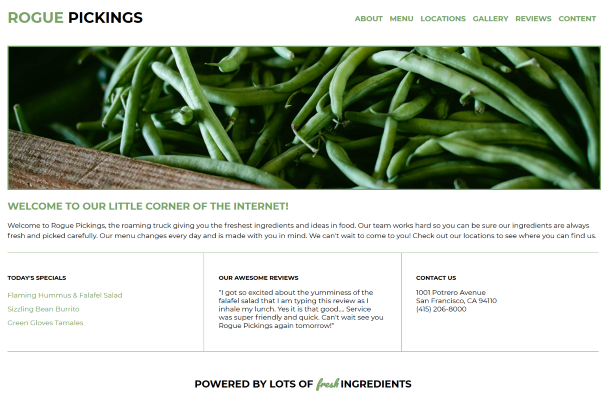 ROGUE PICKINGS
ABOUT MENU LOCATIONS GALLERY REVIEWS CONTENT
WELCOME TO OUR LITTLE CORNER OF THE INTERNET!
Welcome to Rogue Pickings, the roaming truck giving you the freshest ingredients and ideas in food. Our team works hard so you can be sure our ingredients are always
fresh and picked carefully. Our menu changes every day and is made with you in mind. We can't wait to come to you! Check out our locations to see where you can find us.
TODAY'S SPECIALS
Flaming Hummus & Falafel Salad
Sizzling Bean Burrito
Green Gloves Tamales
OUR AWESOME REVIEWS
"I got so excited about the yumminess of the
falafel salad that I am typing this review as I
inhale my lunch. Yes it is that good.... Service
was super friendly and quick. Can't wait see you
Rogue Pickings again tomorrow!"
CONTACT US
1001 Potrero Avenue
San Francisco, CA 94110
(415) 206-8000
POWERED BY LOTS OF fresh INGREDIENTS